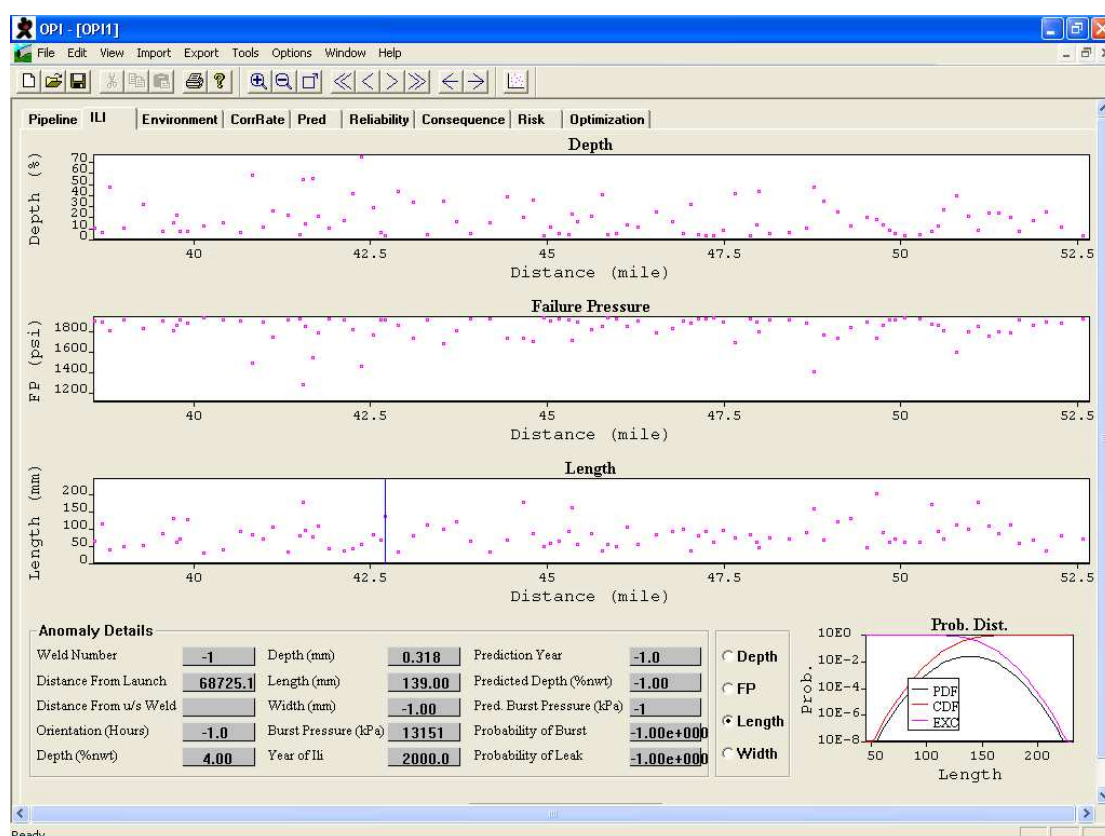 OPI - [OPI1]
File Edit View Import Export Tools Options Window Help
Pipeline ILI Environment CorrRate Pred Reliability Consequence Risk Optimization
Depth
Depth (%)
70
60
50
40
30
20
10
0
40 42.5 45 47.5 50 52.5
Distance (mile)
Failure Pressure
FP (psi)
1800
1600
1400
1200
40 42.5 45 47.5 50 52.5
Distance (mile)
Length
Length (mm)
200
150
100
50
0
40 42.5 45 47.5 50 52.5
Distance (mile)
Anomaly Details
Weld Number -1 Depth (mm) 0.318 Prediction Year -1.0
Distance From Launch 68725.1 Length (mm) 139.00 Predicted Depth (%nwt) -1.00
Distance From u/s Weld Width (mm) -1.00 Pred. Burst Pressure (kPa) -1
Orientation (Hours) -1.0 Burst Pressure (kPa) 13151 Probability of Burst -1.00e+000
Depth (%nwt) 4.00 Year of Ili 2000.0 Probability of Leak -1.00e+000
Depth
FP
Length
Width
Prob. Dist.
Prob.
10E0
10E-2
10E-4
10E-6
10E-8
PDF
CDF
EXC
50 100 150 200
Length
Ready